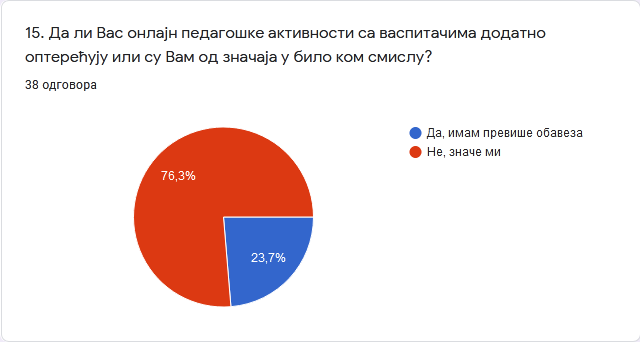 15. Да ли Вас онлајн педагошке активности са васпитачима додатно
оптерећују или су Вам од значаја у било ком смислу?
38 одговора
Да, имам превише обавеза
Не, значе ми
76,3%
23,7%